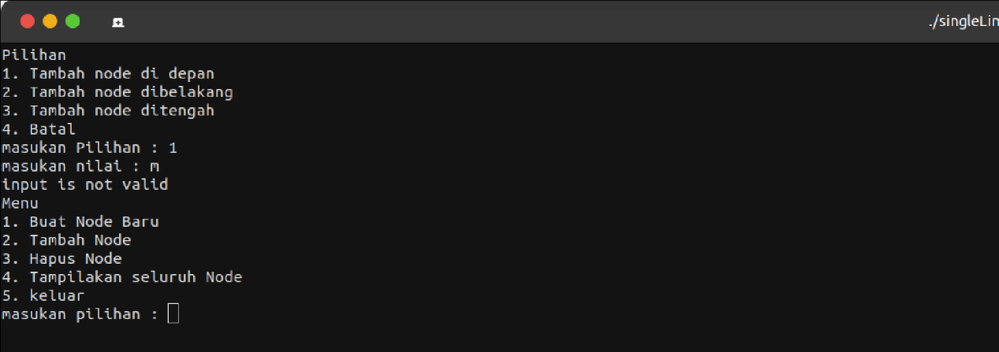 ./singleLin
Pilihan
1. Tambah node di depan
2. Tambah node dibelakang
3. Tambah node ditengah
4. Batal
masukan Pilihan : 1
masukan nilai : m
input is not valid
Menu
1. Buat Node Baru
2. Tambah Node
3. Hapus Node
4. Tampilakan seluruh Node
5. keluar
masukan pilihan :